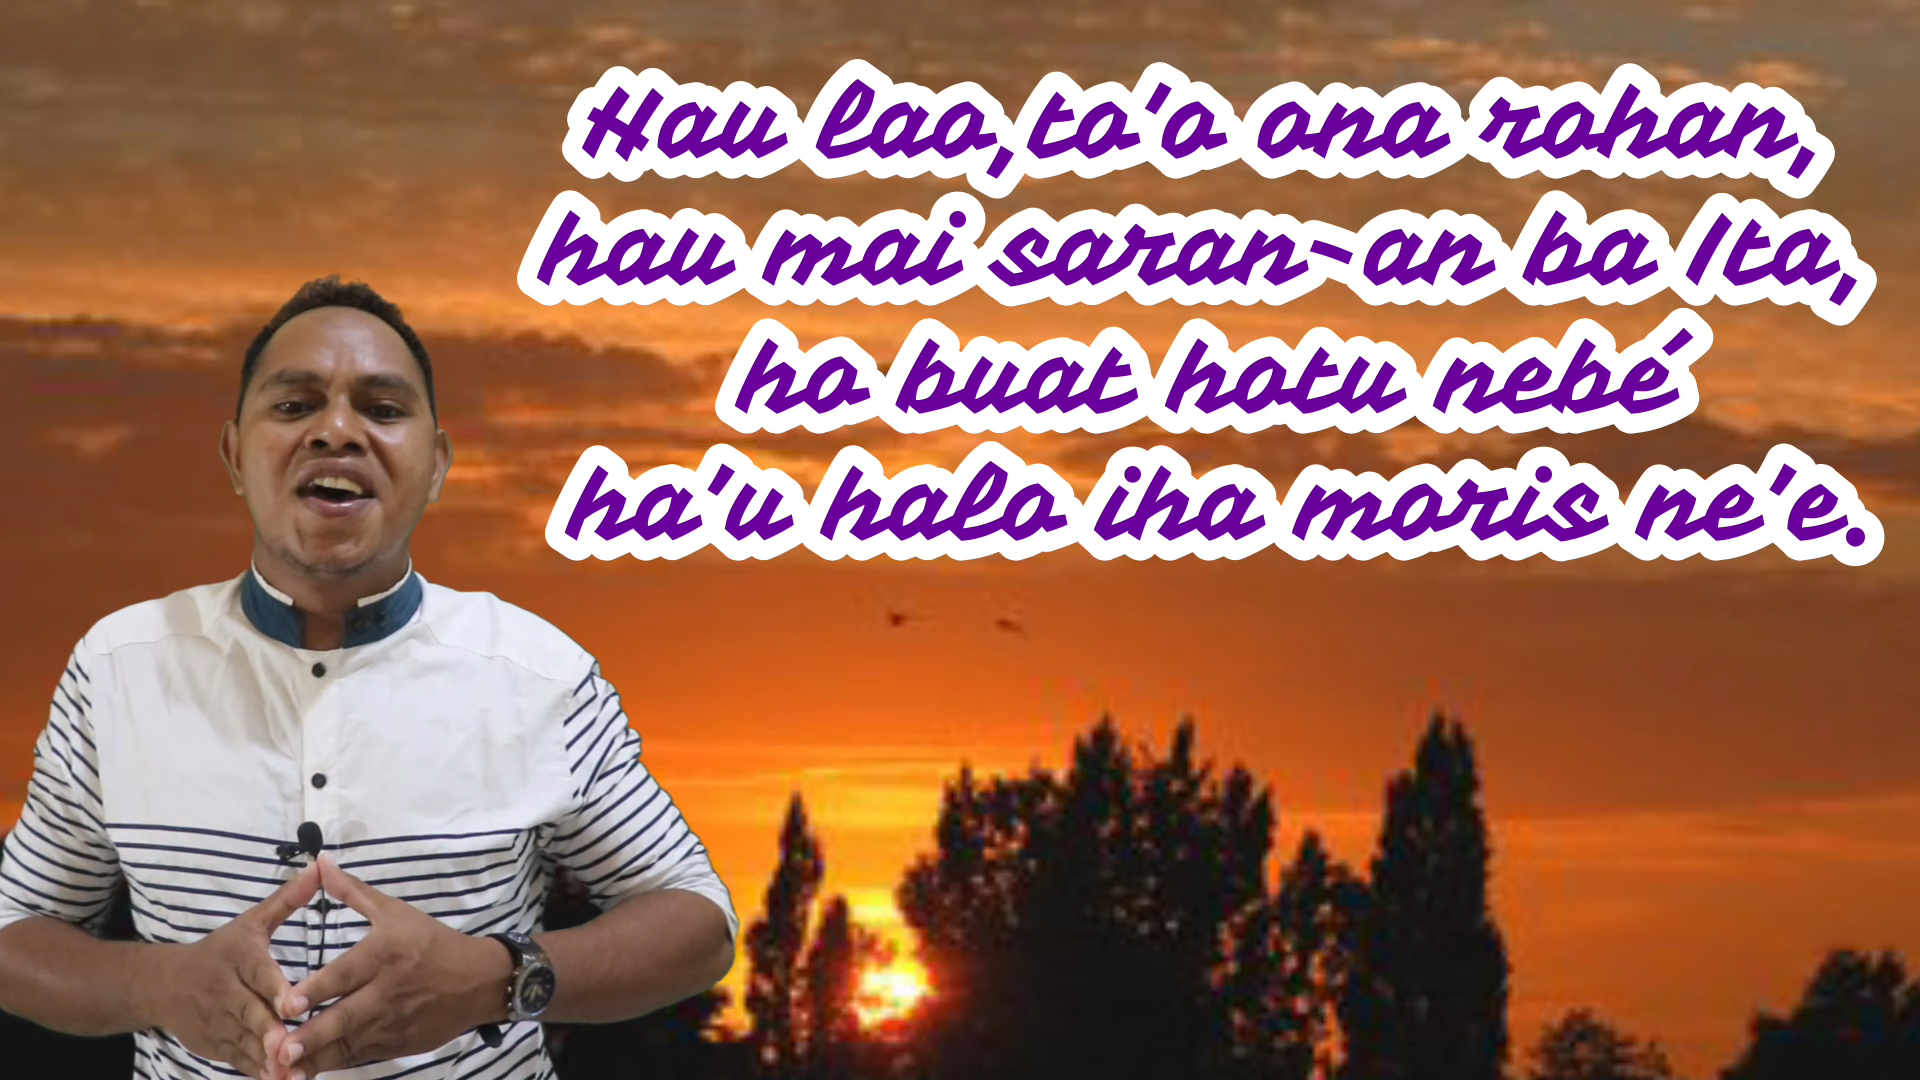 Hau lao,to'o ona rohan,
hau mai saran-an ba Ita,
ho buat hotu nebé
ha'u halo iha moris ne'e.